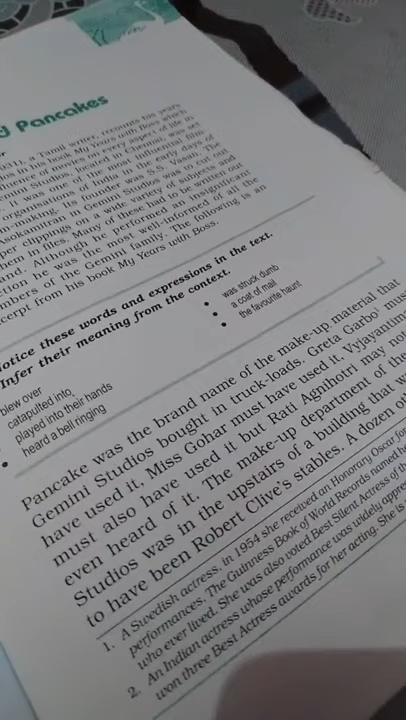 Pancakes
1931), a Tamil writer, recounts his years
in his book My Years with Boss which
influence of movies on every aspect of life in
Gemini Studios, located in Chennai, was set
It was one of the most influential film-
organisations of India in the early days of
making. Its founder was S.S. Vasan. The
Asokamitran in Gemini Studios was to cut out
paper clippings on a wide variety of subjects and
them in files. Many of these had to be written out
hand. Although he performed an insignificant
he was the most well-informed of all the
members of the Gemini family. The following is an
excerpt from his book My Years with Boss.
Notice these words and expressions in the text.
Infer their meaning from the context.
blew over
catapulted into
played into their hands
• heard a bell ringing
• was struck dumb
• a coat of mail
• the favourite haunt
Pancake was the brand name of the make-up material that
Gemini Studios bought in truck-loads. Greta Garbo¹ must
have used it, Miss Gohar must have used it, Vyjayantimala
must also have used it but Rati Agnihotri may not
even heard of it. The make-up department of the
Studios was in the upstairs of a building that
to have been Robert Clive's stables. A dozen
1. A Swedish actress, in 1954 she received an Honorary Oscar for
performances. The Guinness Book of World Records named her
who ever lived. She was also voted Best Silent Actress of the
2. An Indian actress whose performance was widely
won three Best Actress awards for her acting. She is